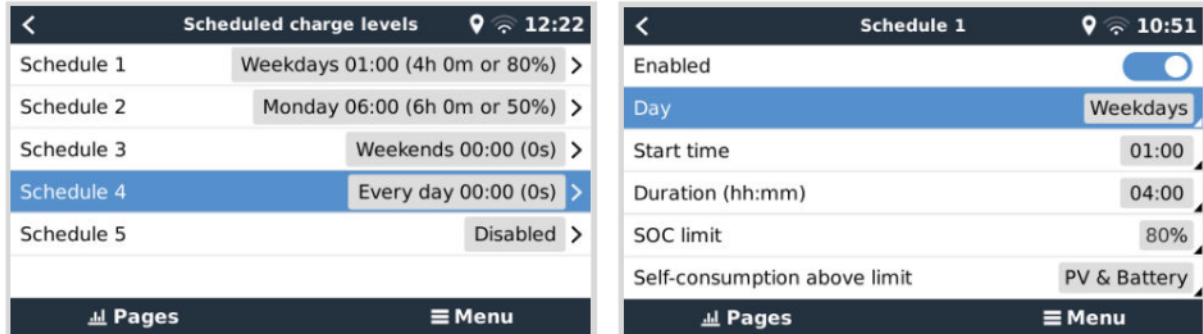 Scheduled charge levels 12:22
Schedule 1 Weekdays 01:00 (4h 0m or 80%)
Schedule 2 Monday 06:00 (6h 0m or 50%)
Schedule 3 Weekends 00:00 (0s)
Schedule 4 Every day 00:00 (0s)
Schedule 5 Disabled
Pages Menu
Schedule 1 10:51
Enabled
Day Weekdays
Start time 01:00
Duration (hh:mm) 04:00
SOC limit 80%
Self-consumption above limit PV & Battery
Pages Menu